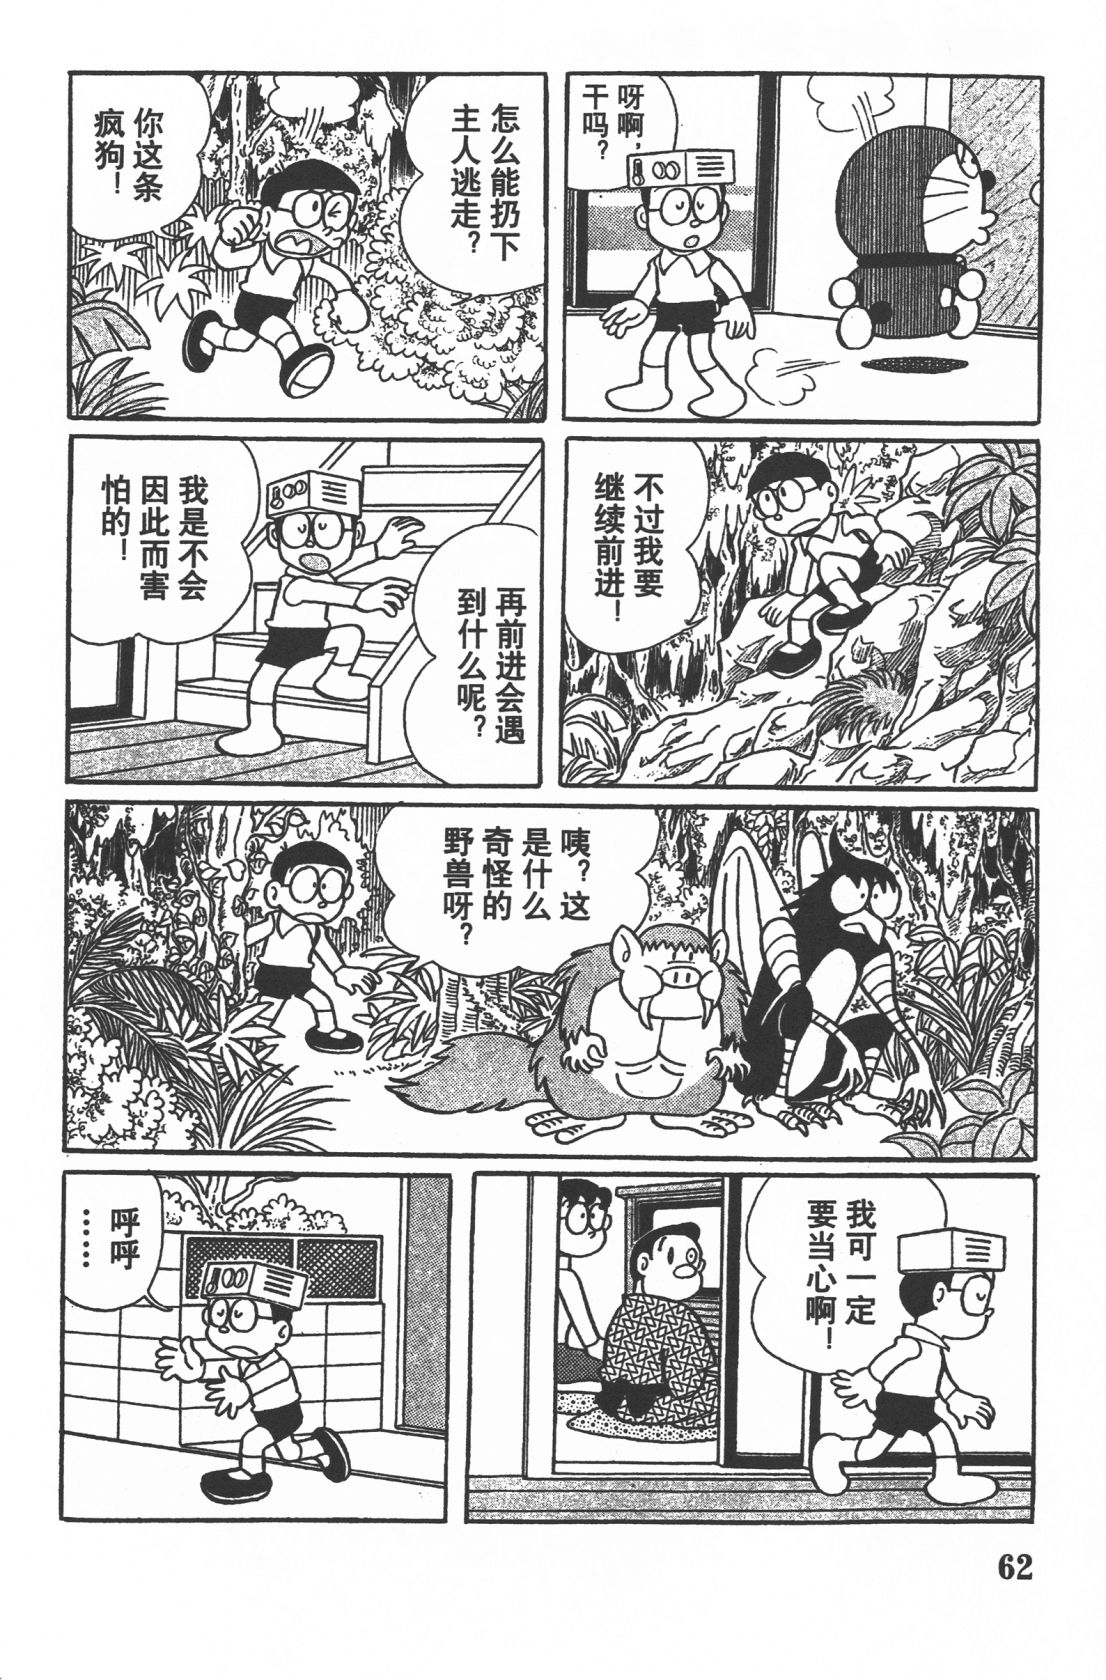 呀啊，
干吗？
怎么能扔下
主人逃走？
你这条
疯狗！
不过我要
继续前进！
再前进会遇
到什么呢？
我是不会
因此而害
怕的！
咦？这
是什么
奇怪的
野兽呀？
我可一定
要当心啊！
呼呼
……
62